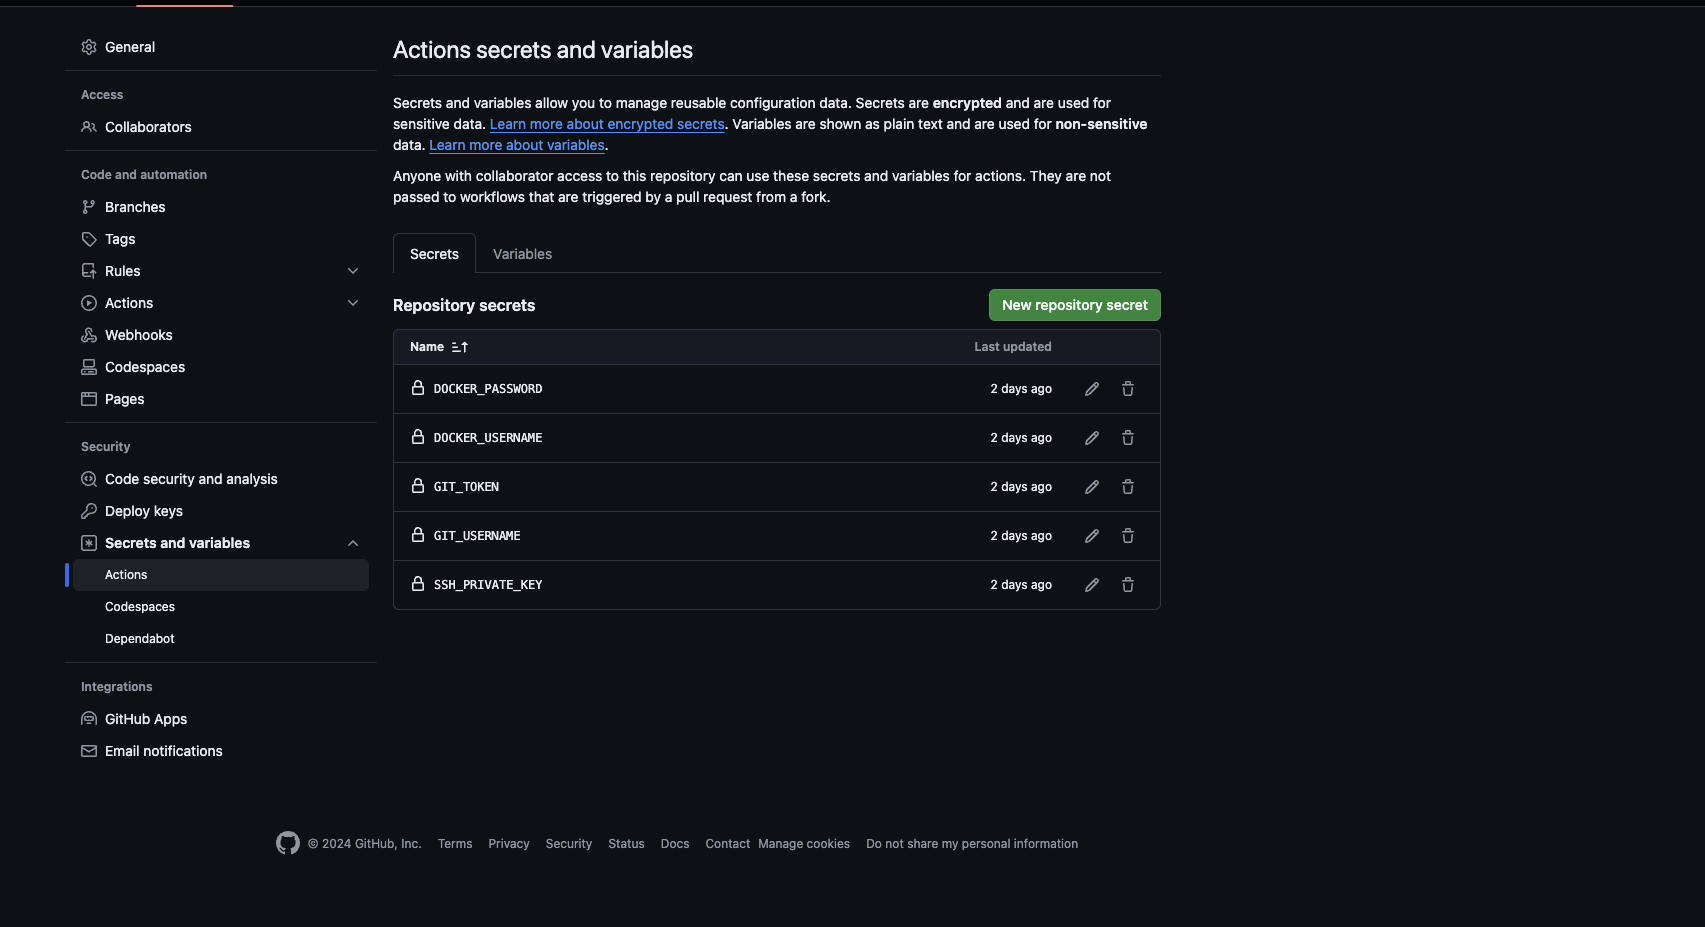 General
Access
Collaborators
Code and automation
Branches
Tags
Rules
Actions
Webhooks
Codespaces
Pages
Security
Code security and analysis
Deploy keys
Secrets and variables
Actions
Codespaces
Dependabot
Integrations
GitHub Apps
Email notifications
Actions secrets and variables
Secrets and variables allow you to manage reusable configuration data. Secrets are encrypted and are used for
sensitive data. Learn more about encrypted secrets. Variables are shown as plain text and are used for non-sensitive
data. Learn more about variables.
Anyone with collaborator access to this repository can use these secrets and variables for actions. They are not
passed to workflows that are triggered by a pull request from a fork.
Secrets Variables
Repository secrets New repository secret
Name Last updated
DOCKER_PASSWORD 2 days ago
DOCKER_USERNAME 2 days ago
GIT_TOKEN 2 days ago
GIT_USERNAME 2 days ago
SSH_PRIVATE_KEY 2 days ago
© 2024 GitHub, Inc. Terms Privacy Security Status Docs Contact Manage cookies Do not share my personal information